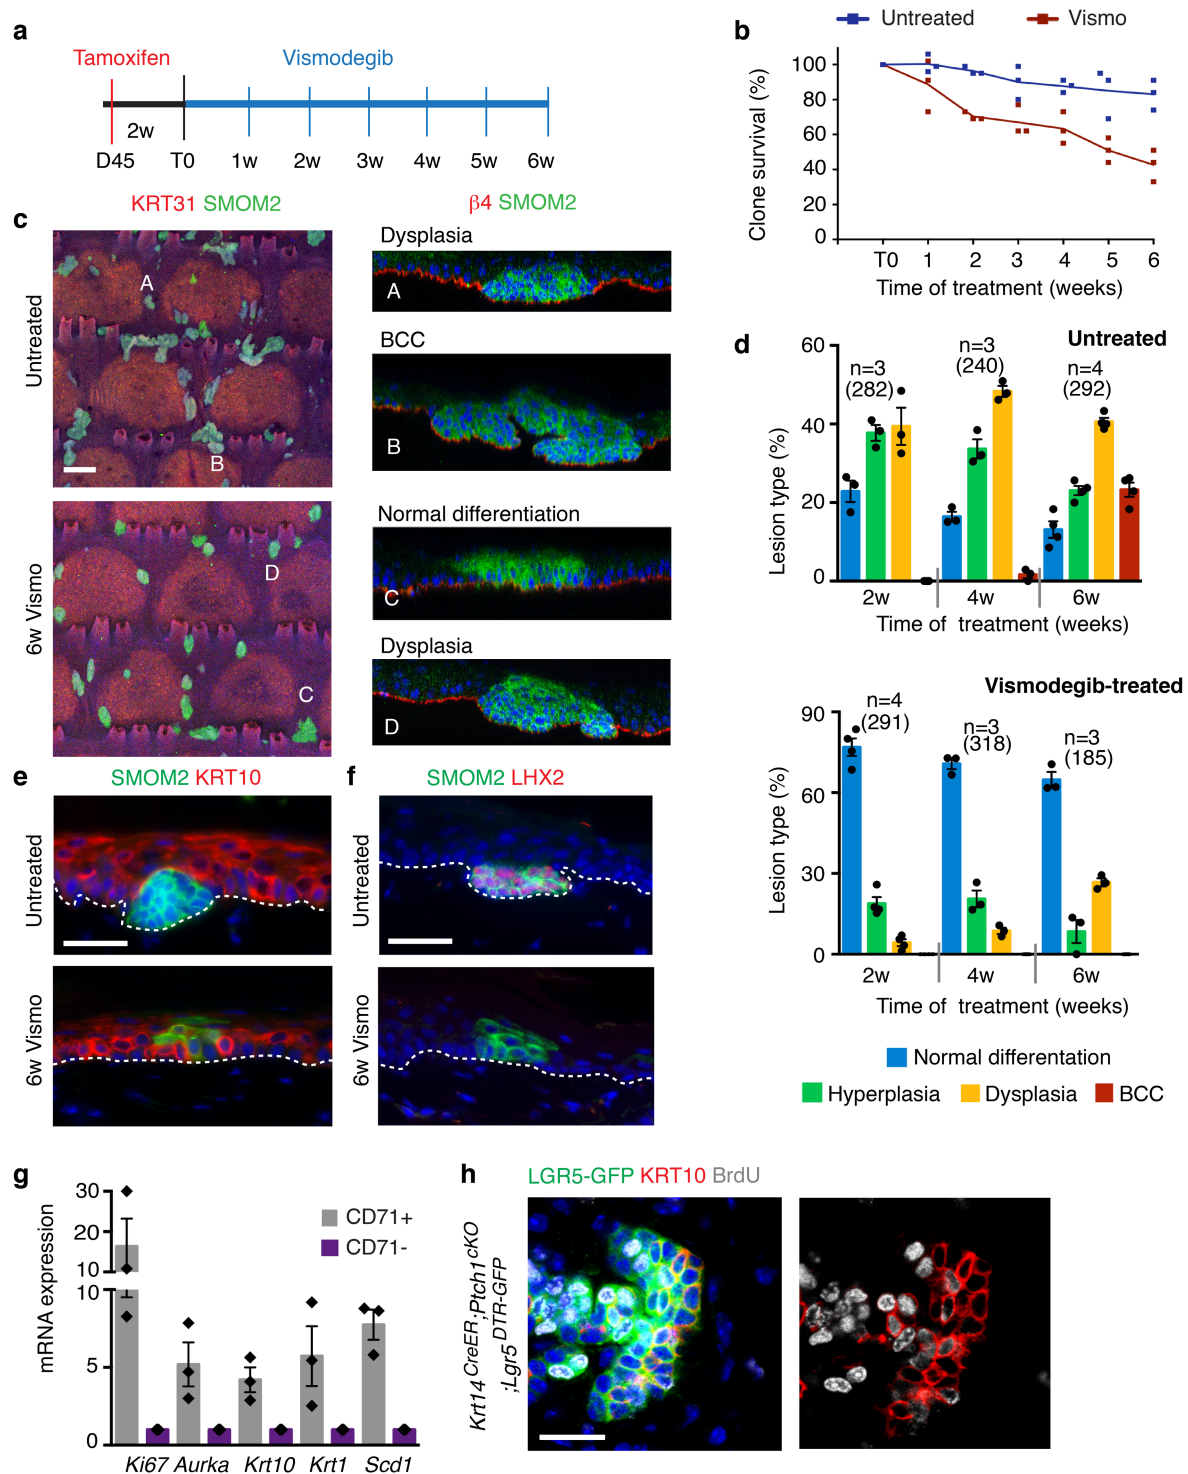 a
Tamoxifen
Vismodegib
2w
D45 T0 1w 2w 3w 4w 5w 6w
b
Untreated Vismo
Clone survival (%)
100
80
60
40
20
0
T0 1 2 3 4 5 6
Time of treatment (weeks)
c
KRT31 SMOM2
β4 SMOM2
Untreated
A
B
6w Vismo
D
C
Dysplasia
A
BCC
B
Normal differentiation
C
Dysplasia
D
d
Untreated
Lesion type (%)
60
40
20
0
n=3
(282)
n=3
(240)
n=4
(292)
2w 4w 6w
Time of treatment (weeks)
Vismodegib-treated
Lesion type (%)
90
60
30
0
n=4
(291)
n=3
(318)
n=3
(185)
2w 4w 6w
Time of treatment (weeks)
Normal differentation
Hyperplasia Dysplasia BCC
e
SMOM2 KRT10
Untreated
6w Vismo
f
SMOM2 LHX2
Untreated
6w Vismo
g
mRNA expression
30
20
10
10
5
0
CD71+
CD71-
Ki67 Aurka Krt10 Krt1 Scd1
h
LGR5-GFP KRT10 BrdU
Krt14CreER;Ptch1cKO
;Lgr5DTR-GFP